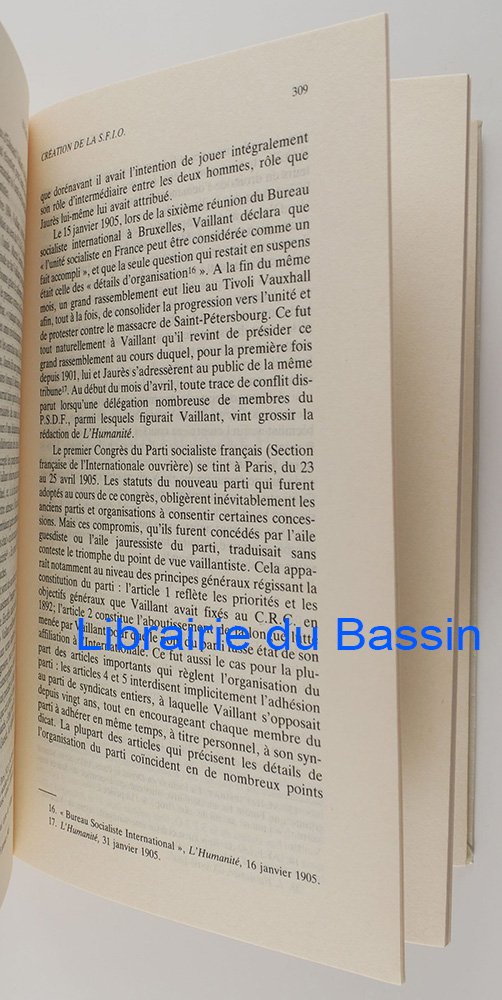 309
CRÉATION DE LA S.F.I.O.
que dorénavant il avait l'intention de jouer intégralement
son rôle d'intermédiaire entre les deux hommes, rôle que
Jaurès lui-même lui avait attribué.
Le 15 janvier 1905, lors de la sixième réunion du Bureau
socialiste international à Bruxelles, Vaillant déclara que
« l'unité socialiste en France peut être considérée comme un
fait accompli », et que la seule question qui restait en suspens
était celle des « détails d'organisation16 ». A la fin du même
mois, un grand rassemblement eut lieu au Tivoli Vauxhall
afin, tout à la fois, de consolider la progression vers l'unité et
de protester contre le massacre de Saint-Pétersbourg. Ce fut
tout naturellement à Vaillant qu'il revint de présider ce
grand rassemblement au cours duquel, pour la première fois
depuis 1901, lui et Jaurès s'adressèrent au public de la même
tribune17. Au début du mois d'avril, toute trace de conflit dis-
parut lorsqu'une délégation nombreuse de membres du
P.S.D.F., parmi lesquels figurait Vaillant, vint grossir la
rédaction de L'Humanité.
Le premier Congrès du Parti socialiste français (Section
française de l'Internationale ouvrière) se tint à Paris, du 23
au 25 avril 1905. Les statuts du nouveau parti qui furent
adoptés au cours de ce congrès, obligèrent inévitablement les
anciens partis et organisations à consentir certaines conces-
sions. Mais ces compromis, qu'ils furent concédés par l'aile
guesdiste ou l'aile jauressiste du parti, traduisait sans
conteste le triomphe du point de vue vaillantiste. Cela appa-
raît notamment au niveau des principes généraux régissant la
constitution du parti : l'article 1 reflète les priorités et les
objectifs généraux que Vaillant avait fixés au C.R.C. en
1892; l'article 2 constitue l'aboutissement de la longue lutte
menée par Vaillant pour que le nom du parti fasse état de son
affiliation à l'Internationale. Ce fut aussi le cas pour la plu-
part des articles importants qui règlent l'organisation du
parti : les articles 4 et 5 interdisent implicitement l'adhésion
au parti de syndicats entiers, à laquelle Vaillant s'opposait
depuis vingt ans, tout en encourageant chaque membre du
parti à adhérer en même temps, à titre personnel, à son syn-
dicat. La plupart des articles qui précisent les détails de
l'organisation du parti coïncident en de nombreux points
16. « Bureau Socialiste International », L'Humanité, 16 janvier 1905.
17. L'Humanité, 31 janvier 1905.
Librairie du Bassin